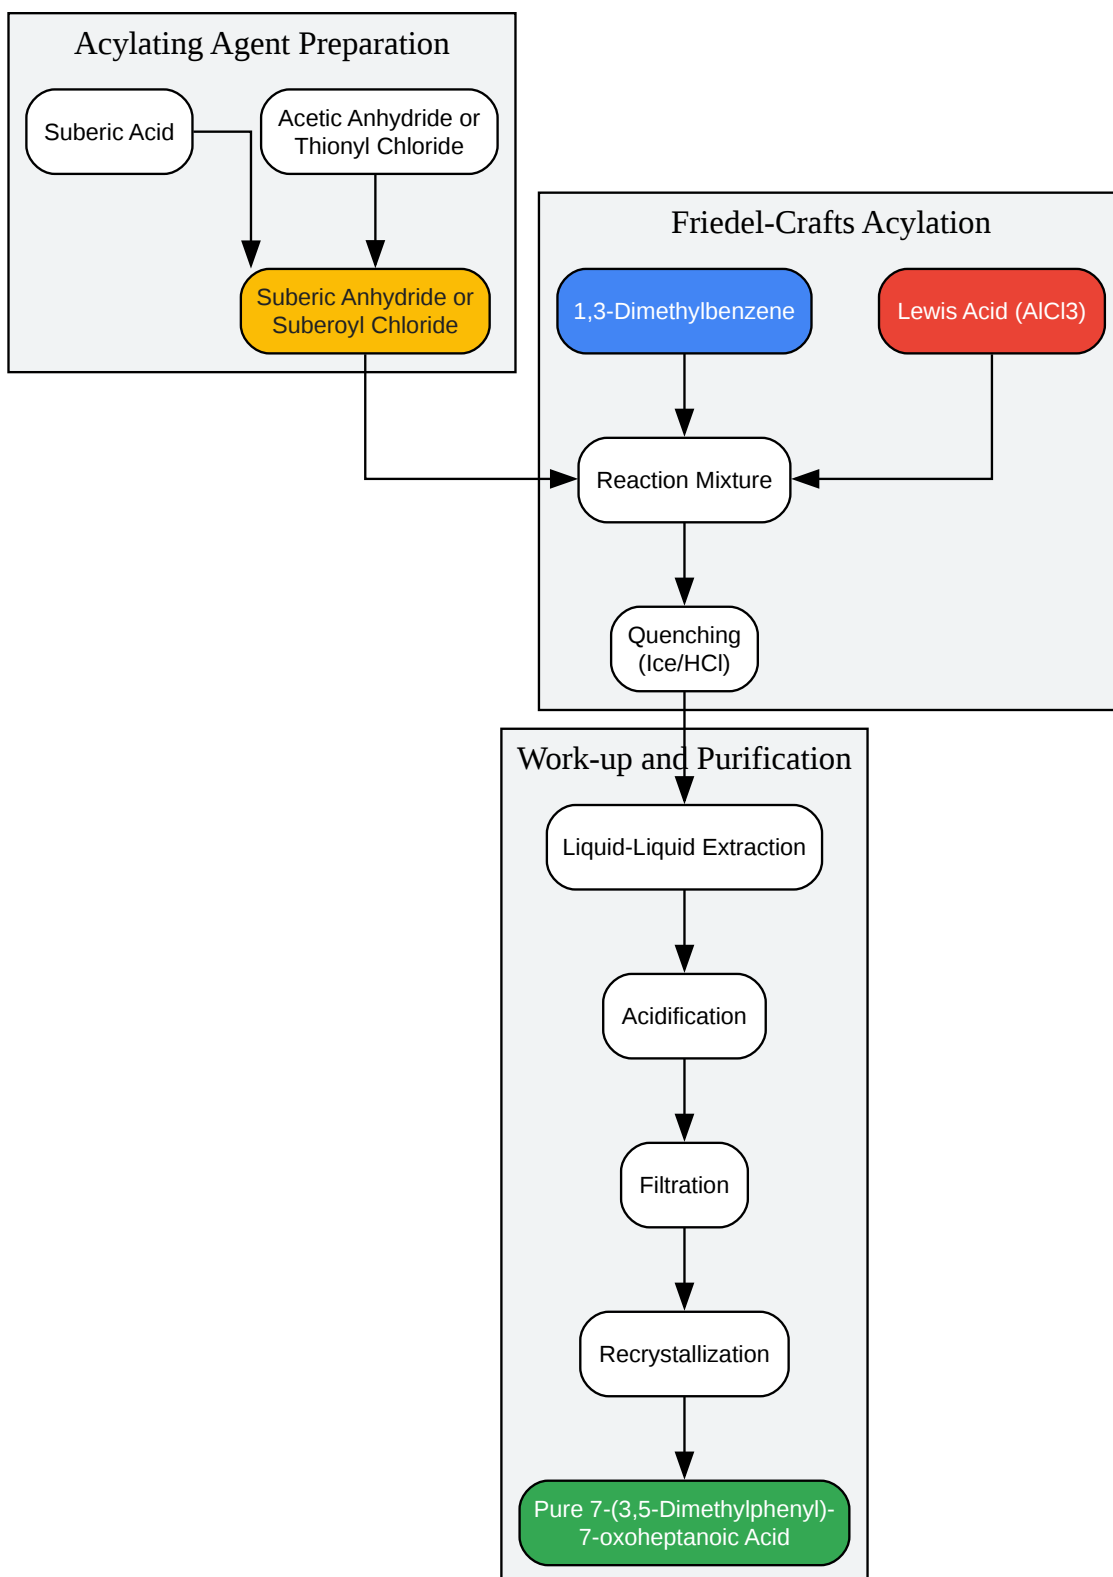 Acylating Agent Preparation
Suberic Acid
Acetic Anhydride or
Thionyl Chloride
Suberic Anhydride or
Suberoyl Chloride
Friedel-Crafts Acylation
1,3-Dimethylbenzene
Lewis Acid (AlCl3)
Reaction Mixture
Quenching
(Ice/HCl)
Work-up and Purification
Liquid-Liquid Extraction
Acidification
Filtration
Recrystallization
Pure 7-(3,5-Dimethylphenyl)-
7-oxoheptanoic Acid